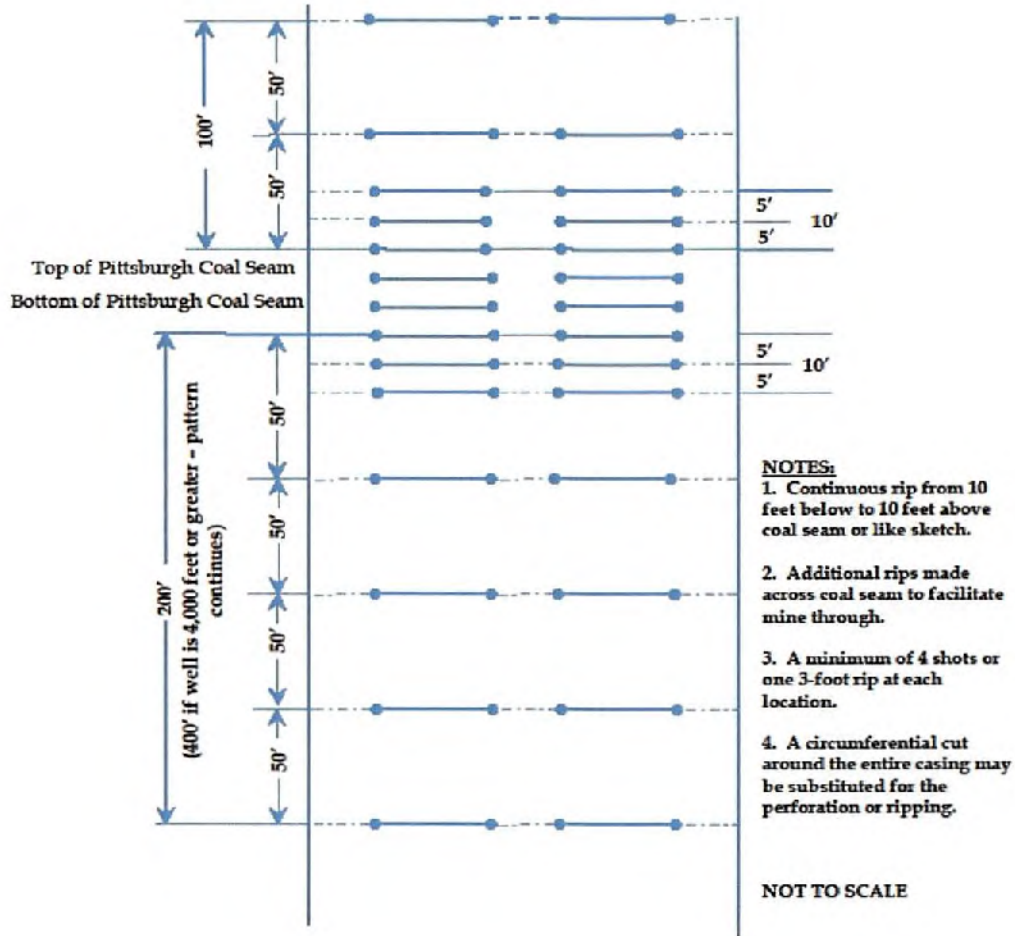 50'
100'
50'
5'
10'
5'
Top of Pittsburgh Coal Seam
Bottom of Pittsburgh Coal Seam
5'
10'
5'
50'
200'
(400' if well is 4,000 feet or greater - pattern
continues)
50'
50'
50'
NOTES:
1. Continuous rip from 10
feet below to 10 feet above
coal seam or like sketch.
2. Additional rips made
across coal seam to facilitate
mine through.
3. A minimum of 4 shots or
one 3-foot rip at each
location.
4. A circumferential cut
around the entire casing may
be substituted for the
perforation or ripping.
NOT TO SCALE